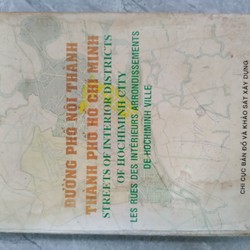 ĐƯỜNG PHỐ NỘI THÀNH
THÀNH PHỐ HỒ CHÍ MINH
STREETS OF INTERIOR DISTRICTS
OF HOCHIMINH CITY
LES RUES DES INTÉRIEURS ARRONDISSEMENTS
DE HOCHIMINH VILLE
CHI CỤC BẢN ĐỒ VÀ KHẢO SÁT XÂY DỰNG